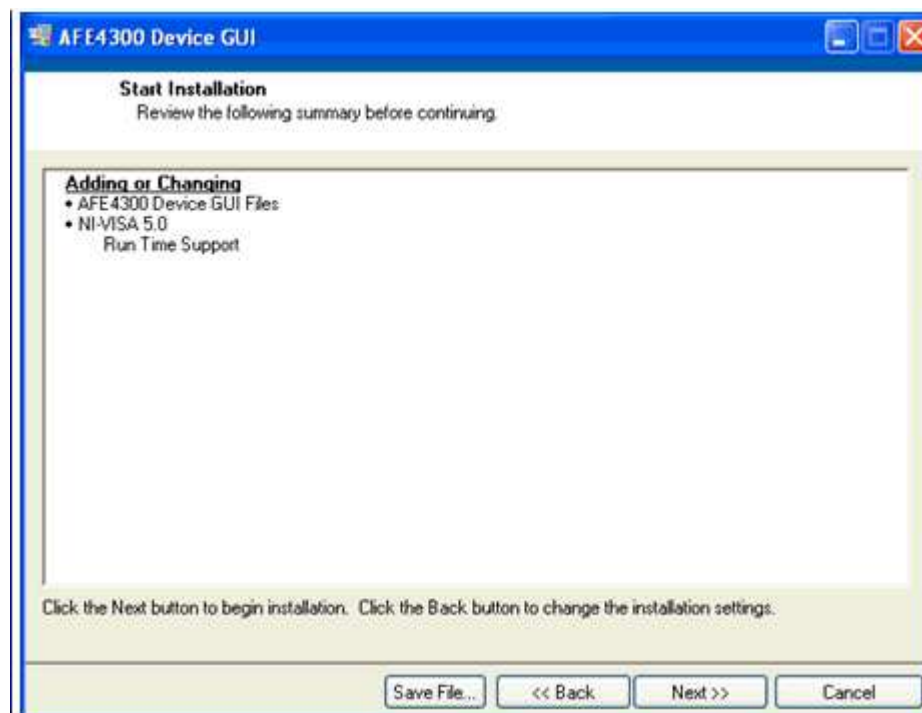 AFE4300 Device GUI
Start Installation
Review the following summary before continuing.
Adding or Changing
• AFE4300 Device GUI Files
• NI-VISA 5.0
Run Time Support
Click the Next button to begin installation. Click the Back button to change the installation settings.
Save File...
<< Back
Next >>
Cancel